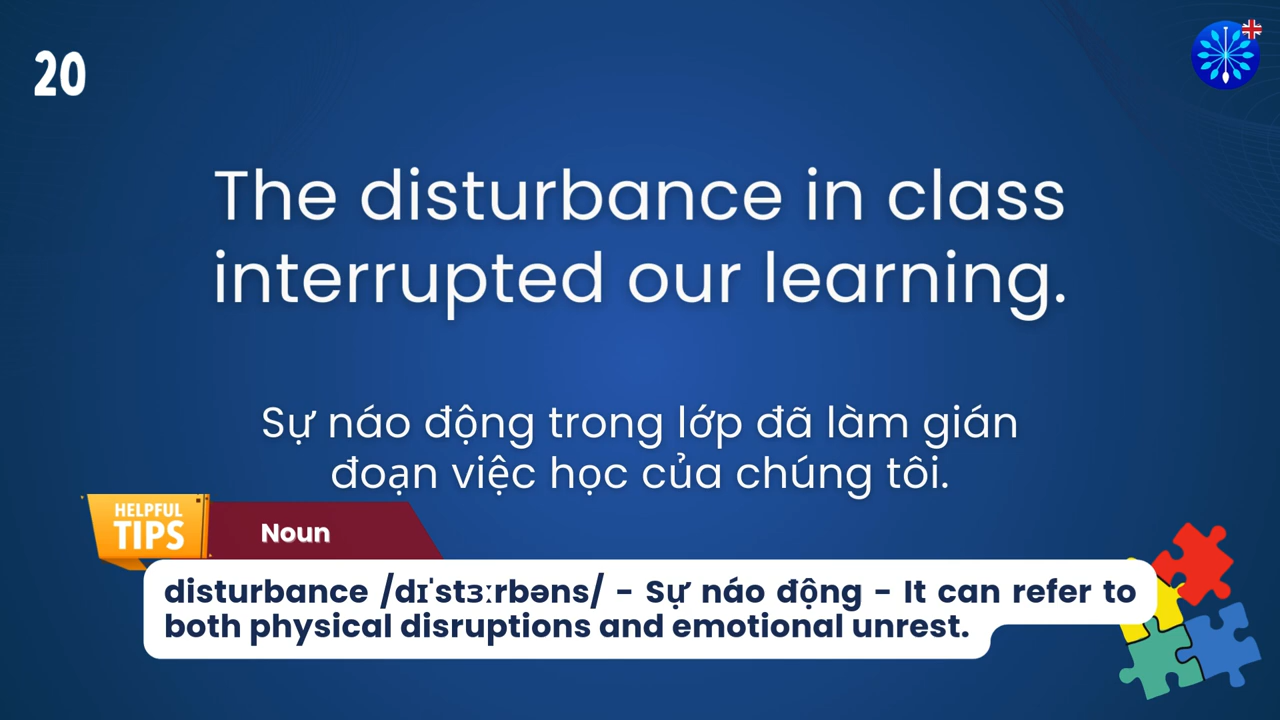 20
The disturbance in class
interrupted our learning.
Sự náo động trong lớp đã làm gián
đoạn việc học của chúng tôi.
HELPFUL
TIPS
Noun
disturbance /dɪˈstɜːrbəns/ - Sự náo động - It can refer to
both physical disruptions and emotional unrest.